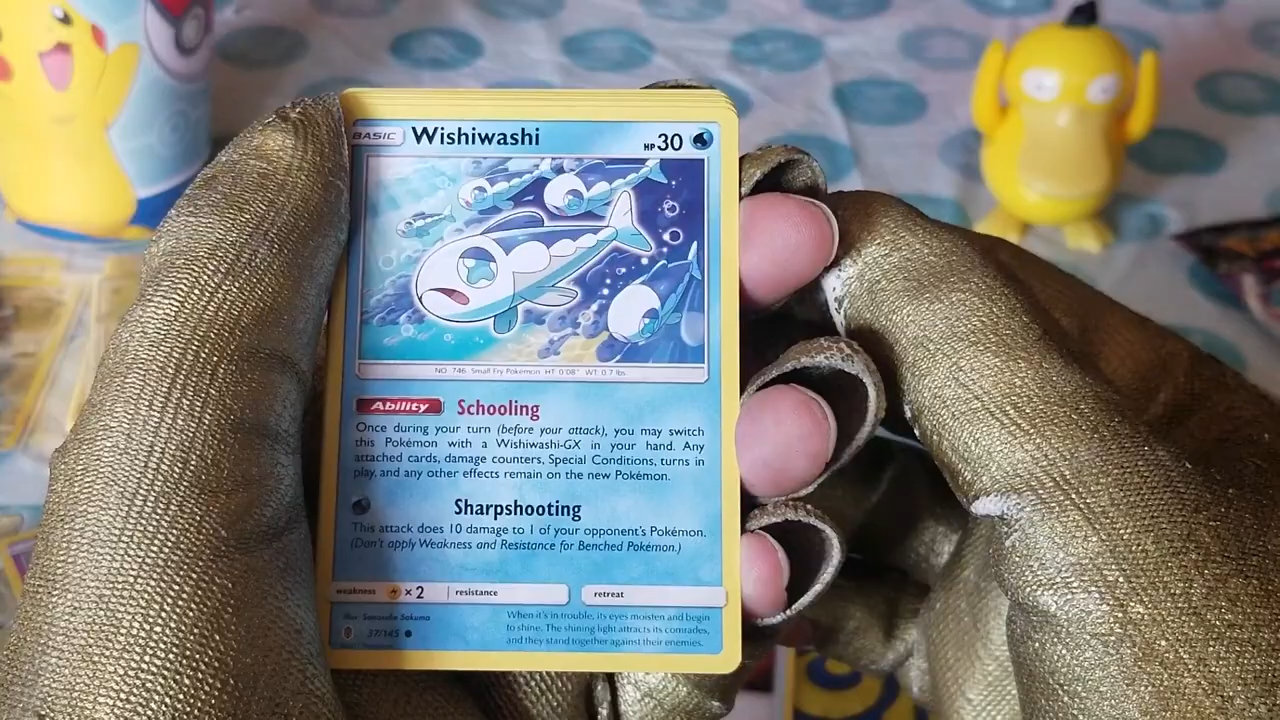 BASIC Wishiwashi HP 30
NO. 746 Small Fry Pokémon HT: 0'08" WT: 0.7 lbs
Ability Schooling
Once during your turn (before your attack), you may switch
this Pokémon with a Wishiwashi-GX in your hand. Any
attached cards, damage counters, Special Conditions, turns in
play, and any other effects remain on the new Pokémon.
Sharpshooting
This attack does 10 damage to 1 of your opponent's Pokémon.
(Don't apply Weakness and Resistance for Benched Pokémon.)
weakness × 2 resistance retreat
Illus. Sanosuke Sakuma
37/145
When it's in trouble, its eyes moisten and begin
to shine. The shining light attracts its comrades,
and they stand together against their enemies.